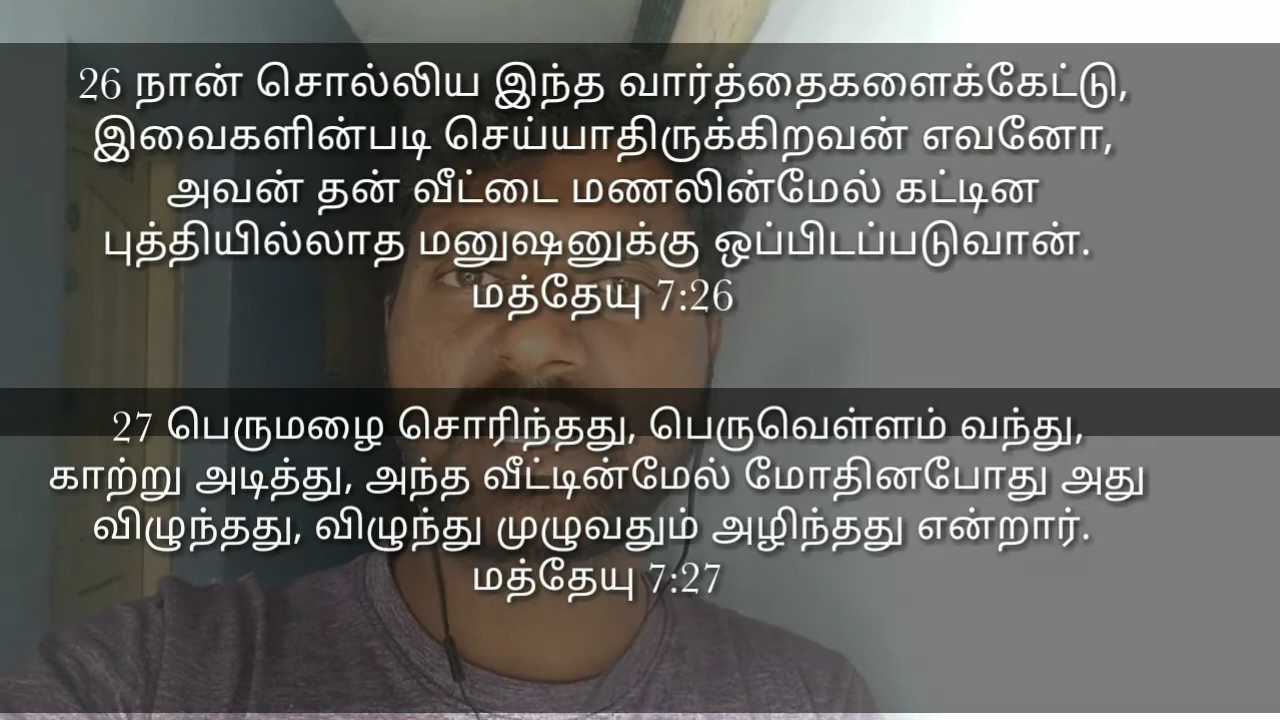 26 நான் சொல்லிய இந்த வார்த்தைகளைக்கேட்டு,
இவைகளின்படி செய்யாதிருக்கிறவன் எவனோ,
அவன் தன் வீட்டை மணலின்மேல் கட்டின
புத்தியில்லாத மனுஷனுக்கு ஒப்பிடப்படுவான்.
மத்தேயு 7:26
27 பெருமழை சொரிந்தது, பெருவெள்ளம் வந்து,
காற்று அடித்து, அந்த வீட்டின்மேல் மோதினபோது அது
விழுந்தது, விழுந்து முழுவதும் அழிந்தது என்றார்.
மத்தேயு 7:27